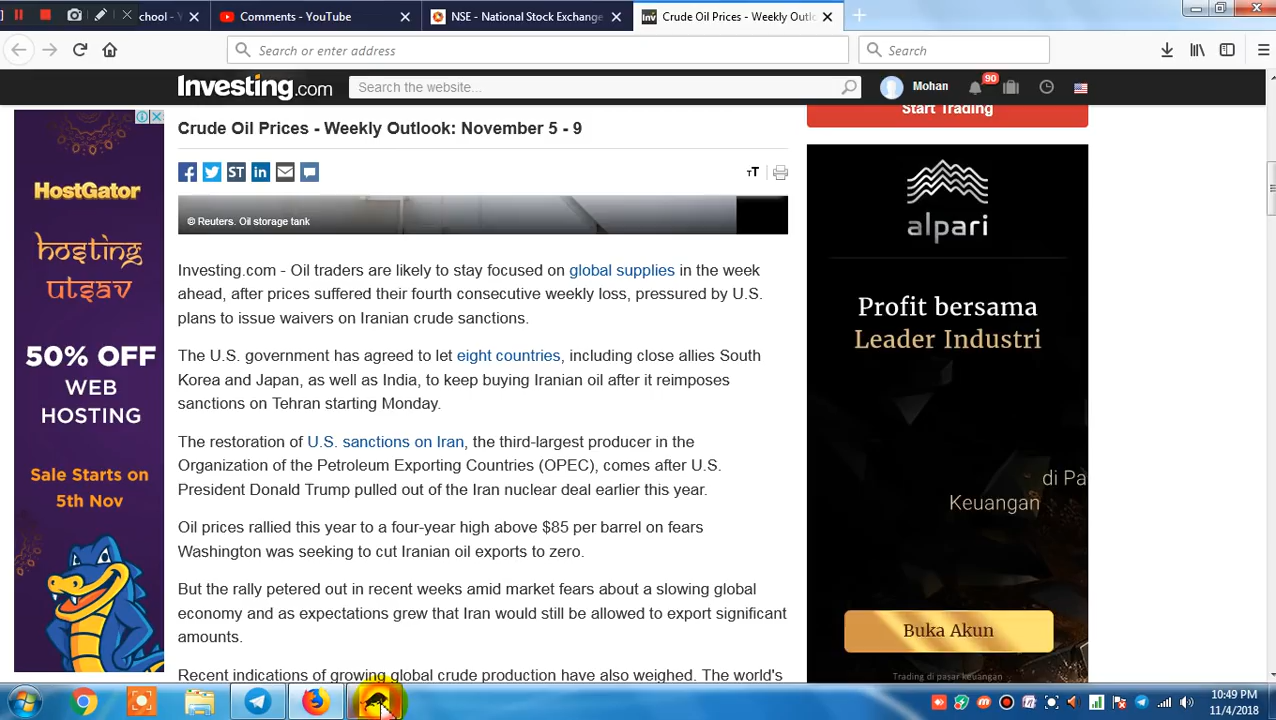 chool -
Comments - YouTube
NSE - National Stock Exchange
Inv
Crude Oil Prices - Weekly Outlo
Search or enter address
Search
Investing.com
Search the website...
Mohan
90
Start Trading
Crude Oil Prices - Weekly Outlook: November 5 - 9
ST
in
TT
© Reuters. Oil storage tank
Investing.com - Oil traders are likely to stay focused on global supplies in the week
ahead, after prices suffered their fourth consecutive weekly loss, pressured by U.S.
plans to issue waivers on Iranian crude sanctions.
The U.S. government has agreed to let eight countries, including close allies South
Korea and Japan, as well as India, to keep buying Iranian oil after it reimposes
sanctions on Tehran starting Monday.
The restoration of U.S. sanctions on Iran, the third-largest producer in the
Organization of the Petroleum Exporting Countries (OPEC), comes after U.S.
President Donald Trump pulled out of the Iran nuclear deal earlier this year.
Oil prices rallied this year to a four-year high above $85 per barrel on fears
Washington was seeking to cut Iranian oil exports to zero.
But the rally petered out in recent weeks amid market fears about a slowing global
economy and as expectations grew that Iran would still be allowed to export significant
amounts.
Recent indications of growing global crude production have also weighed. The world's
HostGator
होsting
utsav
50% OFF
WEB
HOSTING
Sale Starts on
5th Nov
alpari
Profit bersama
Leader Industri
di Pa
Keuangan
Buka Akun
Trading di pasar keuangan
10:49 PM
11/4/2018